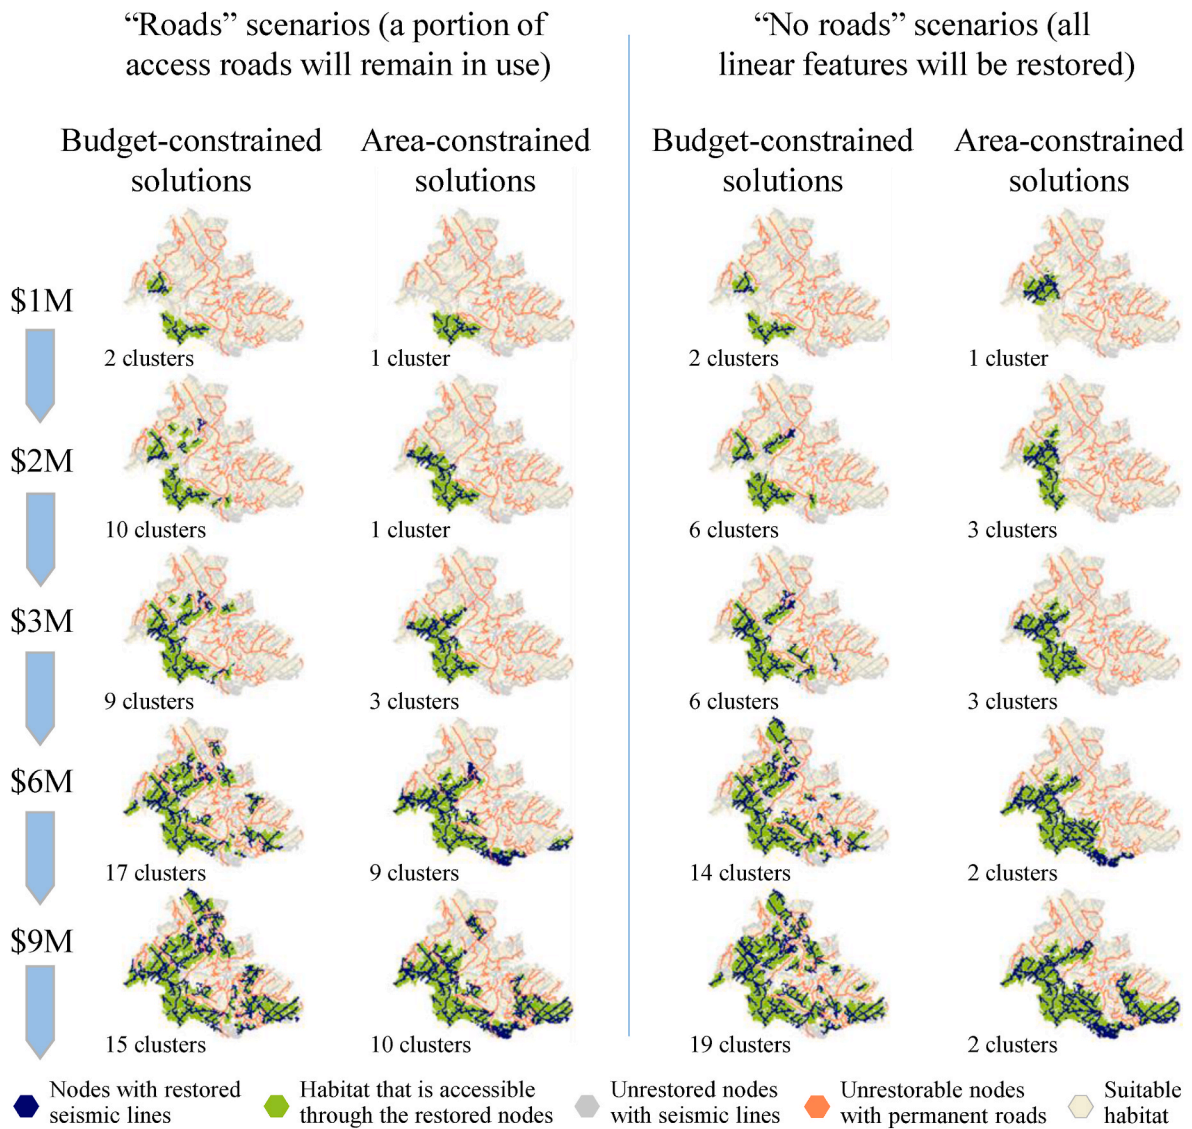 “Roads” scenarios (a portion of
access roads will remain in use)
“No roads” scenarios (all
linear features will be restored)
Budget-constrained
solutions
Area-constrained
solutions
Budget-constrained
solutions
Area-constrained
solutions
$1M
2 clusters
1 cluster
2 clusters
1 cluster
$2M
10 clusters
1 cluster
6 clusters
3 clusters
$3M
9 clusters
3 clusters
6 clusters
3 clusters
$6M
17 clusters
9 clusters
14 clusters
2 clusters
$9M
15 clusters
10 clusters
19 clusters
2 clusters
Nodes with restored
seismic lines
Habitat that is accessible
through the restored nodes
Unrestored nodes
with seismic lines
Unrestorable nodes
with permanent roads
Suitable
habitat